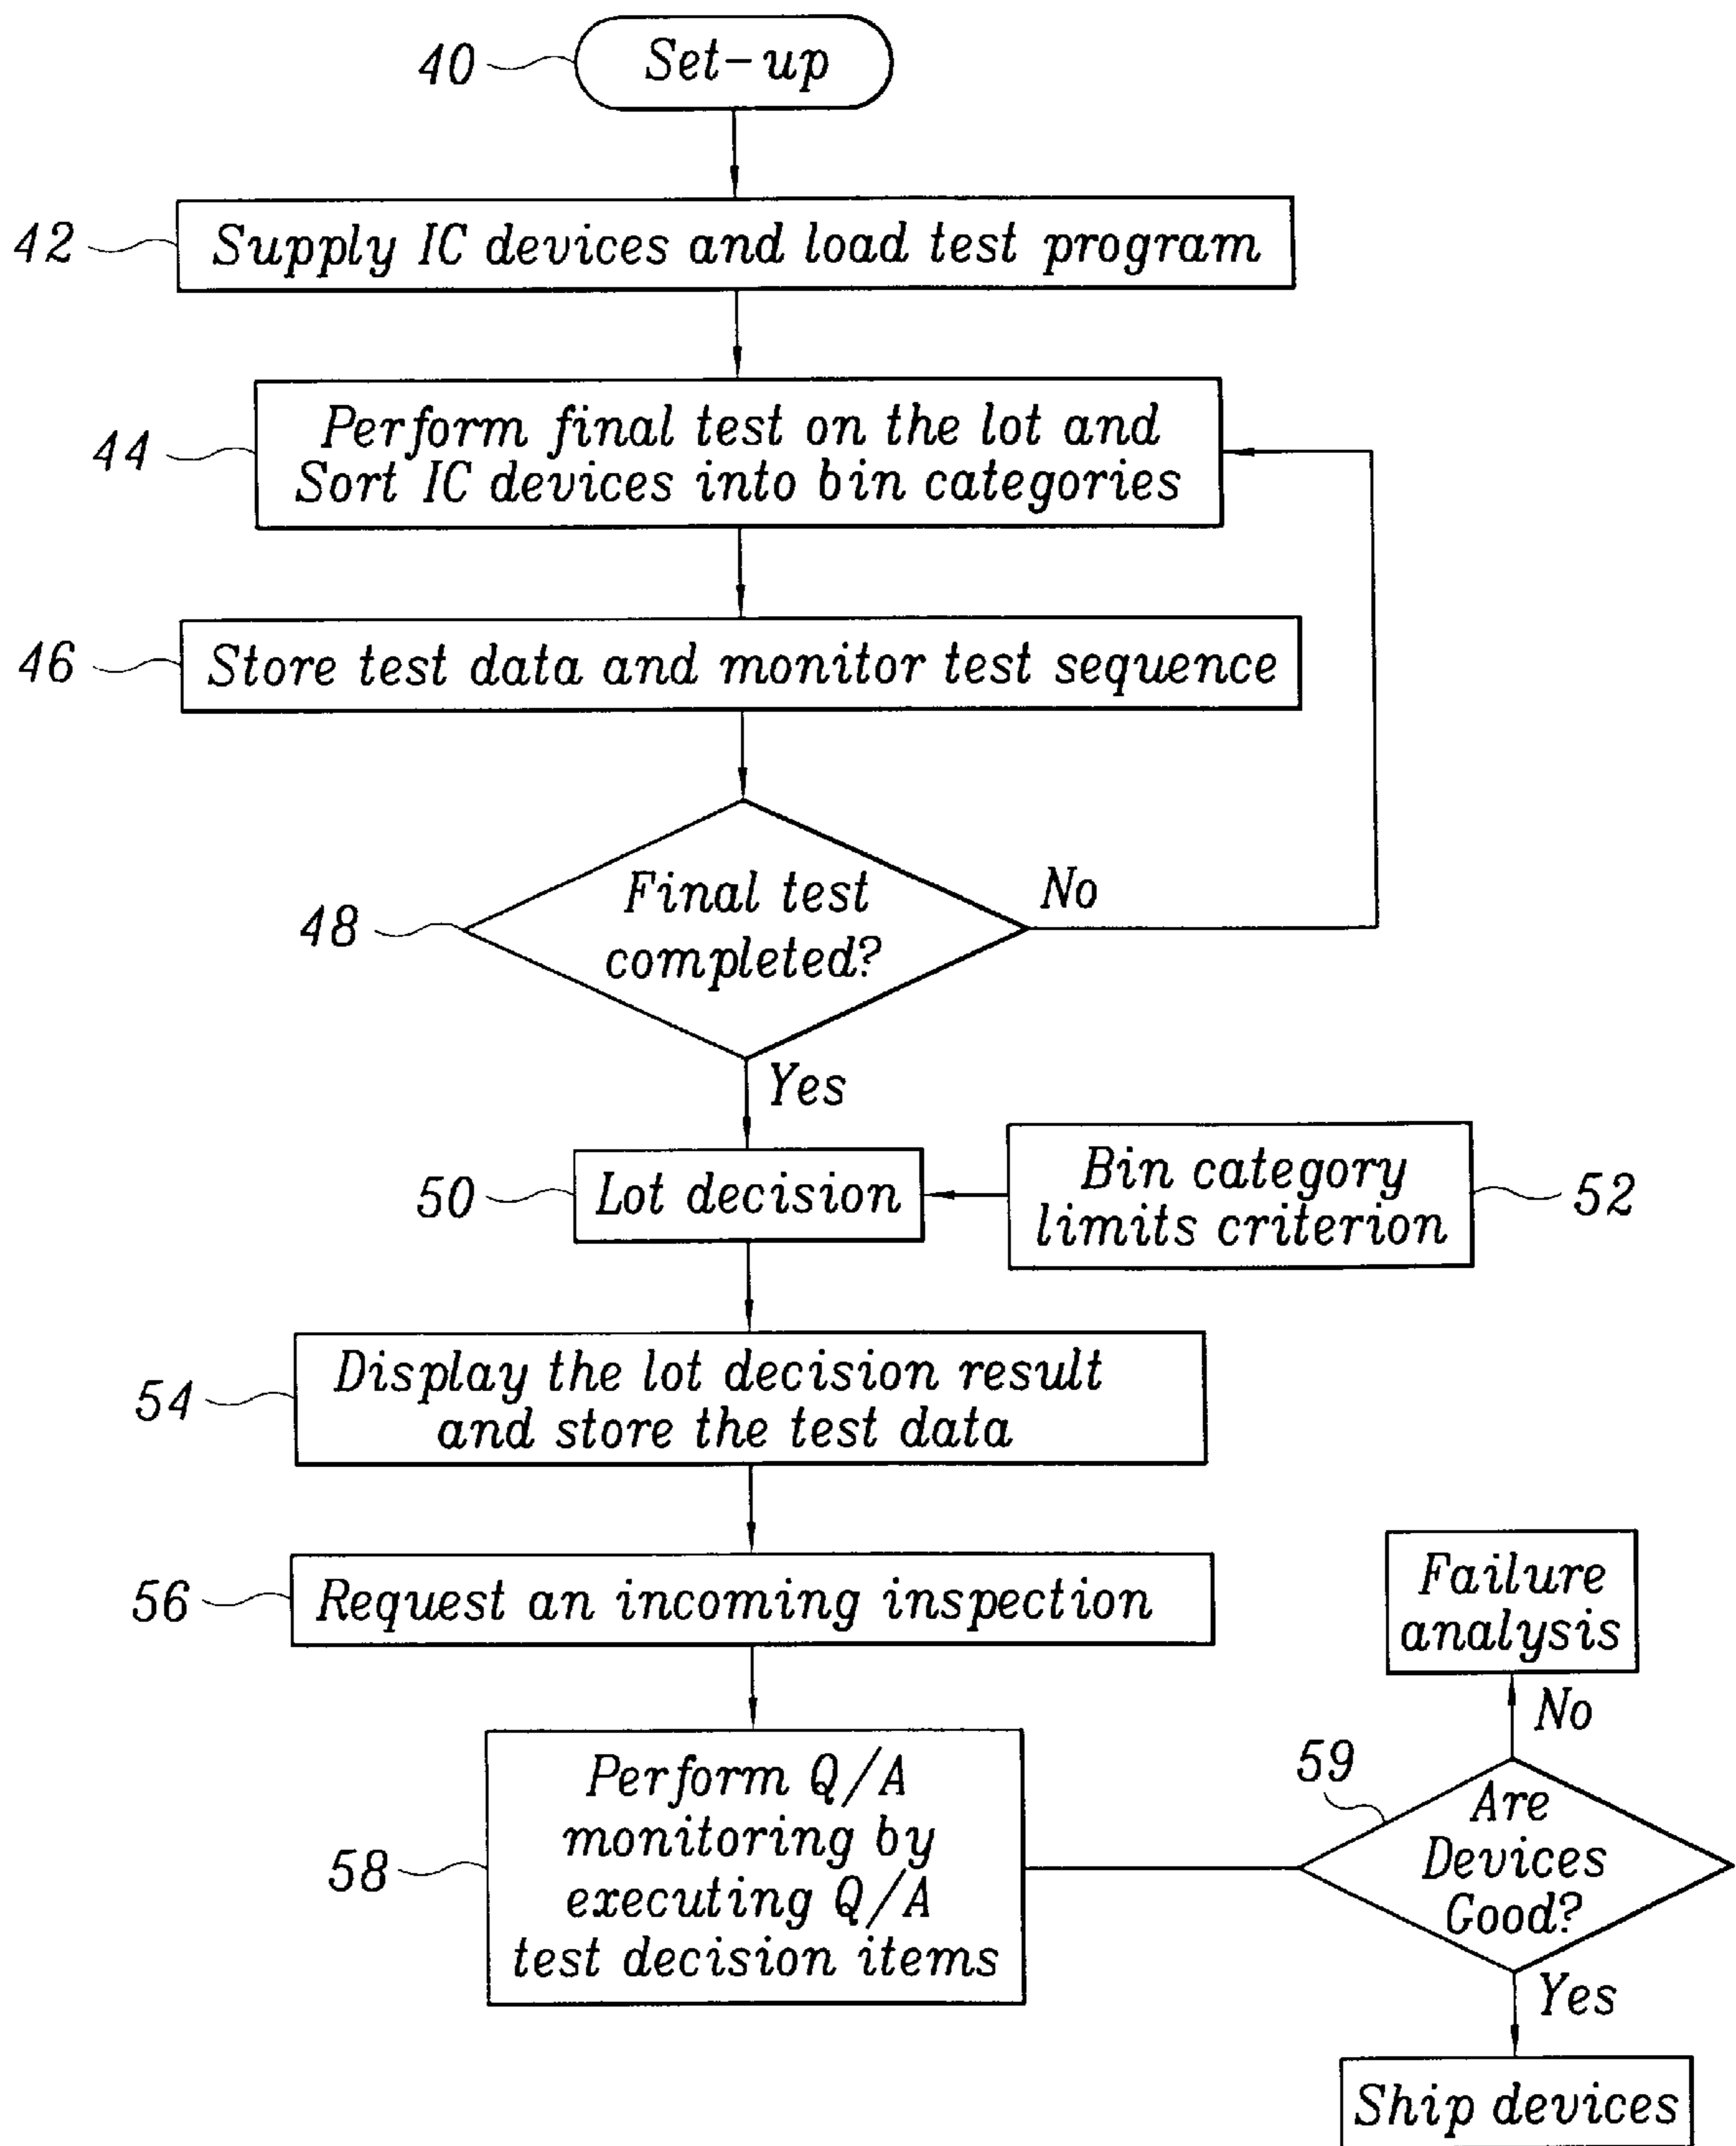 40
Set-up
42
Supply IC devices and load test program
44
Perform final test on the lot and
Sort IC devices into bin categories
46
Store test data and monitor test sequence
48
Final test
completed?
No
Yes
50
Lot decision
Bin category
limits criterion
52
54
Display the lot decision result
and store the test data
56
Request an incoming inspection
58
Perform Q/A
monitoring by
executing Q/A
test decision items
Failure
analysis
No
59
Are
Devices
Good?
Yes
Ship devices